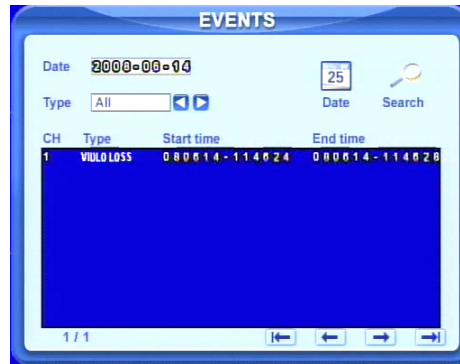 EVENTS
Date 2008-06-14
25
Type All Date Search
CH Type Start time End time
1 VIDLO LOSS 080614-114624 080614-114628
1 / 1